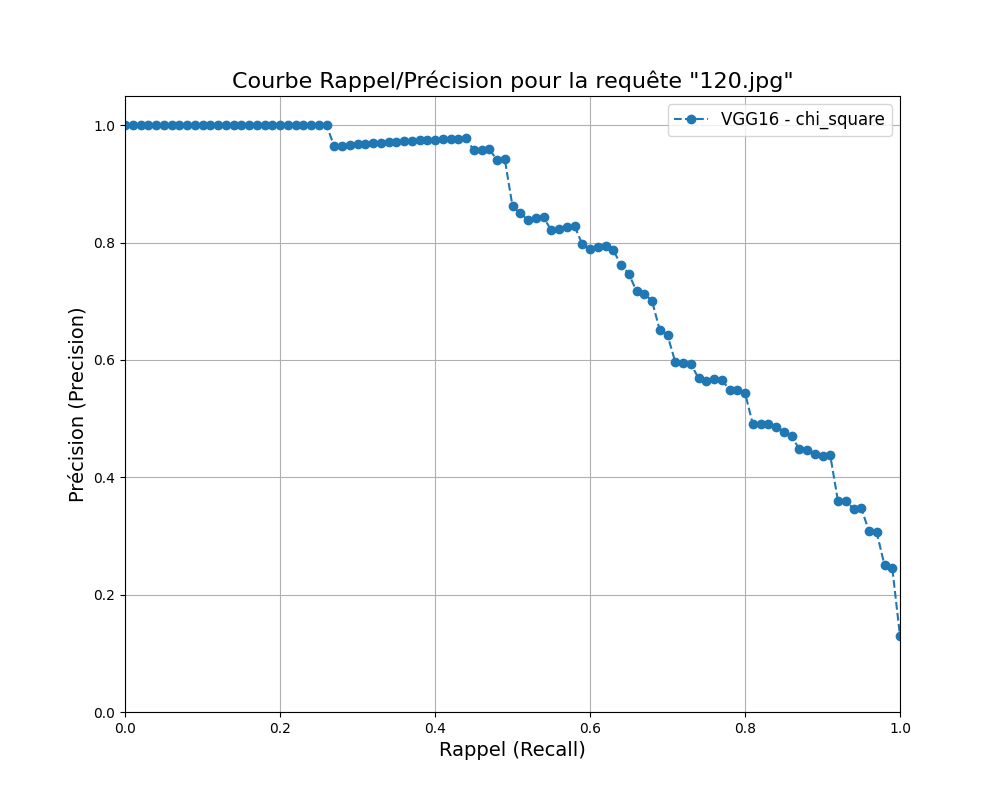 Courbe Rappel/Précision pour la requête "120.jpg"
VGG16 - chi_square
Précision (Precision)
1.0
0.8
0.6
0.4
0.2
0.0
0.0 0.2 0.4 0.6 0.8 1.0
Rappel (Recall)